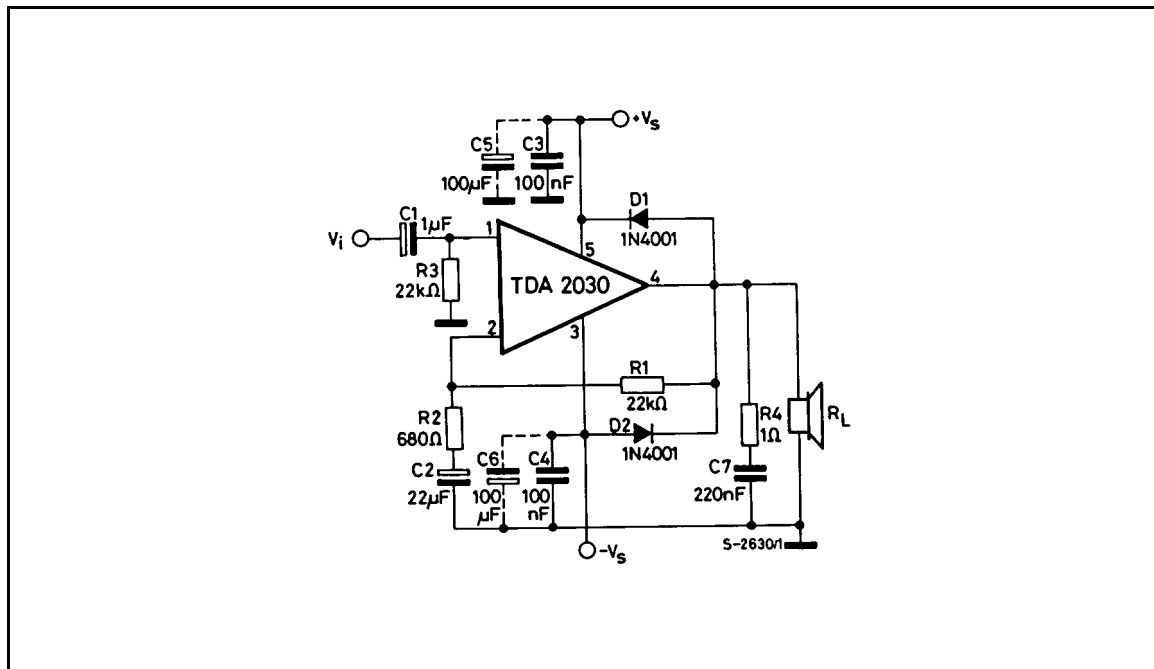 +Vs
C5
C3
100µF
100 nF
D1
1N4001
C1
1µF
Vi
1
5
R3
22kΩ
TDA 2030
4
2
3
R1
22kΩ
R2
680Ω
D2
1N4001
R4
1Ω
RL
C2
22µF
C6
100
µF
C4
100
nF
C7
220nF
S-2630/1
-Vs